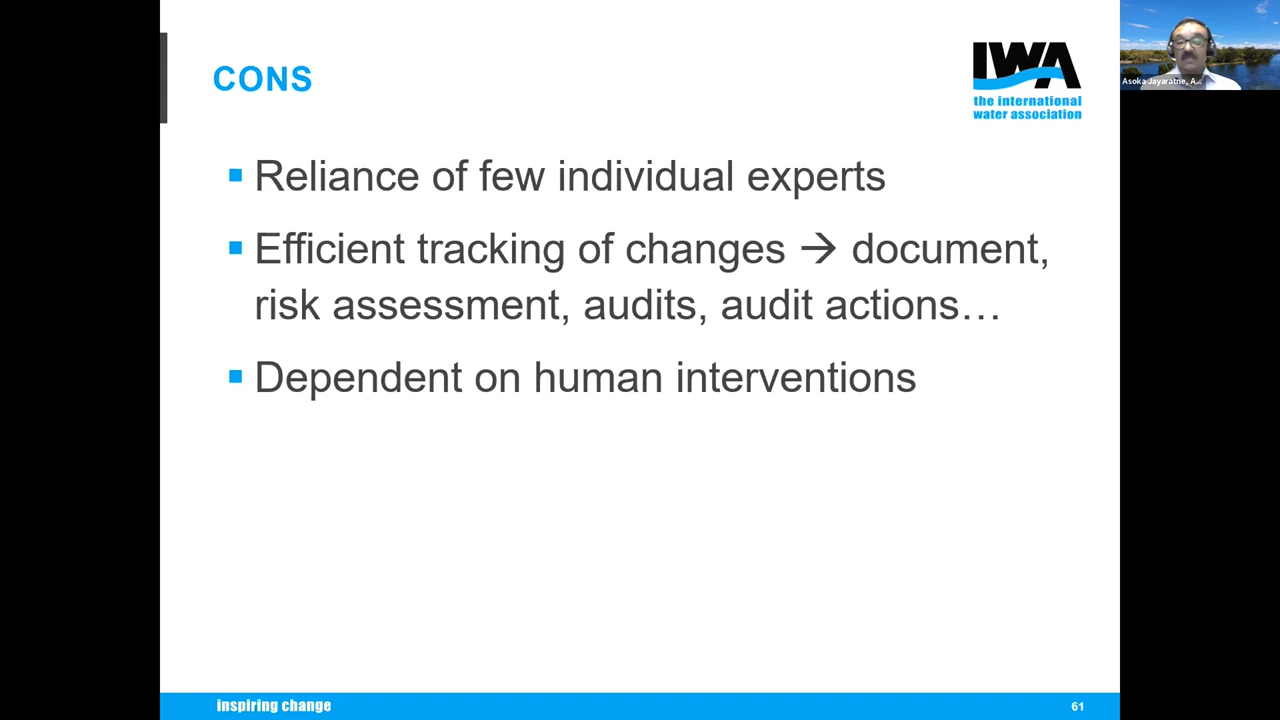 CONS
IWA
the international
water association
Asoka Jayaratne, A...
▪ Reliance of few individual experts
▪ Efficient tracking of changes → document,
risk assessment, audits, audit actions…
▪ Dependent on human interventions
inspiring change
61